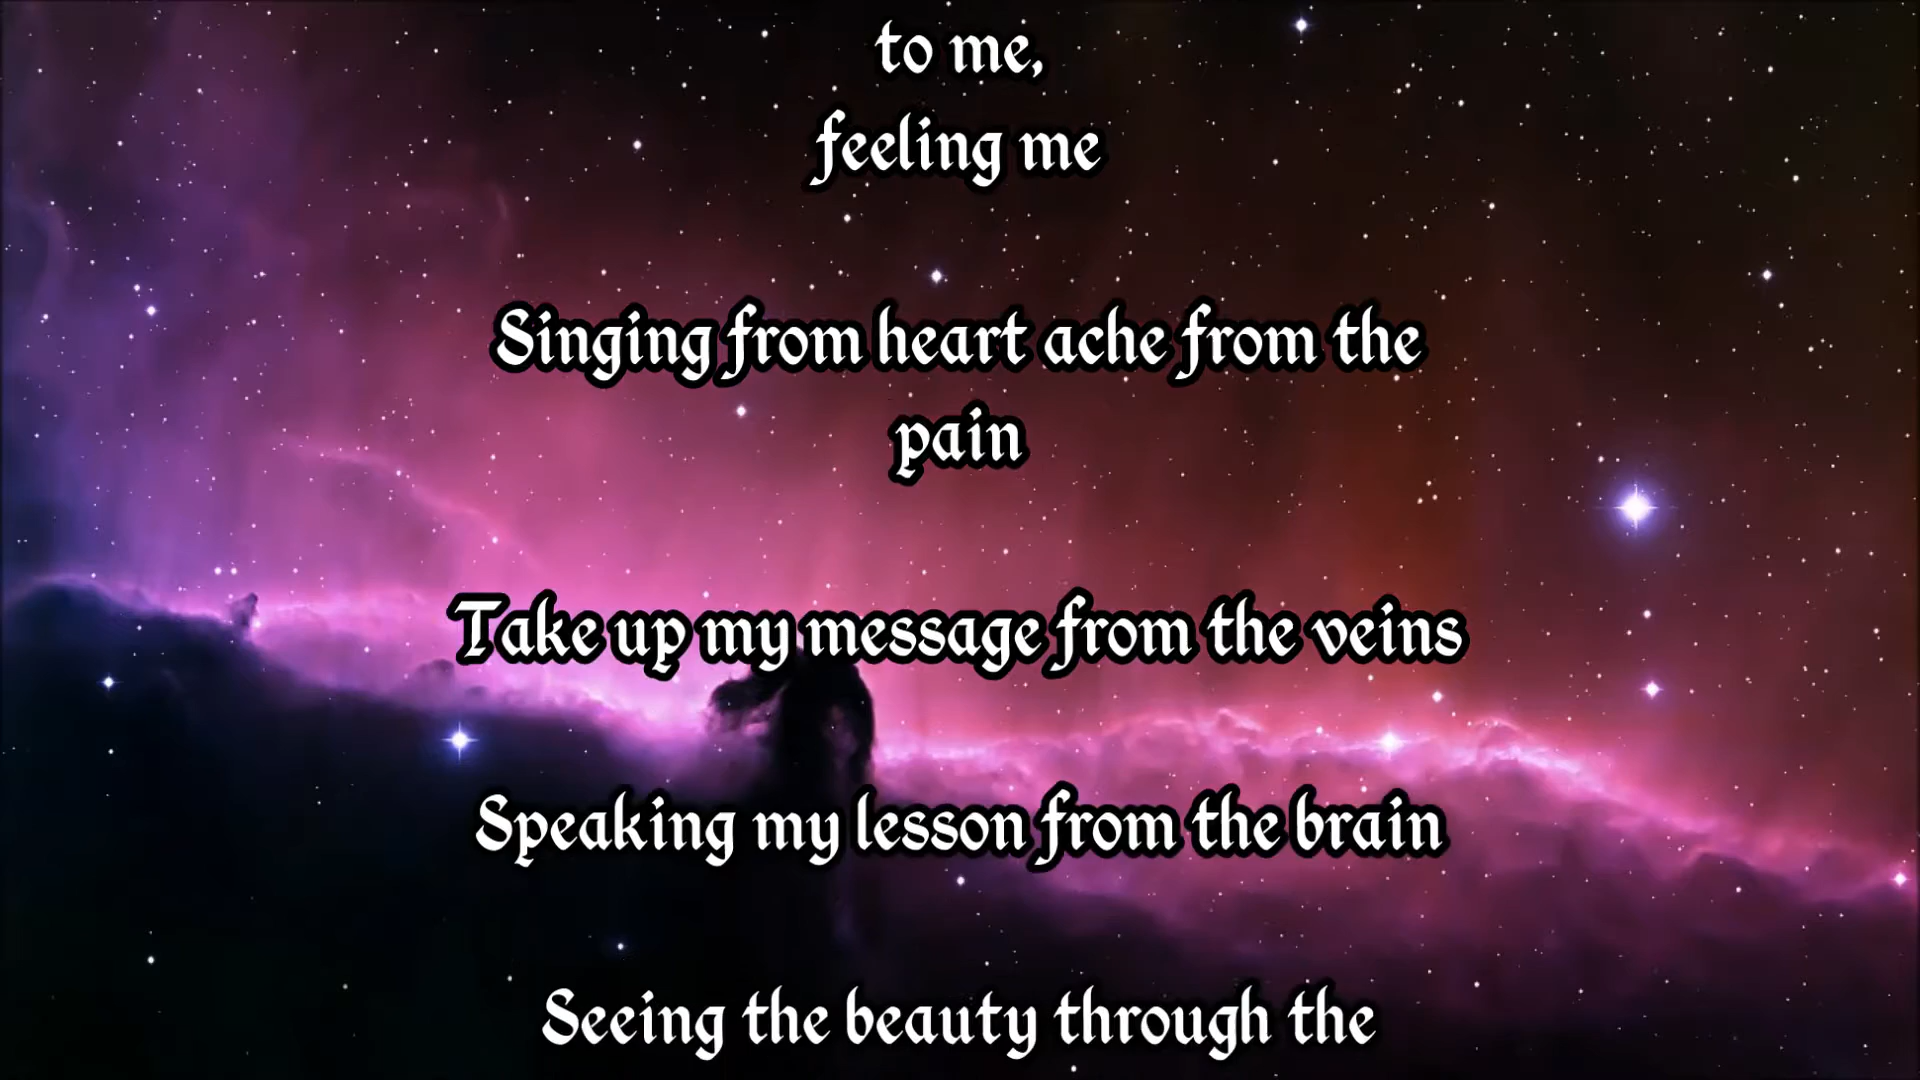 to me,
feeling me
Singing from heart ache from the
pain
Take up my message from the veins
Speaking my lesson from the brain
Seeing the beauty through the